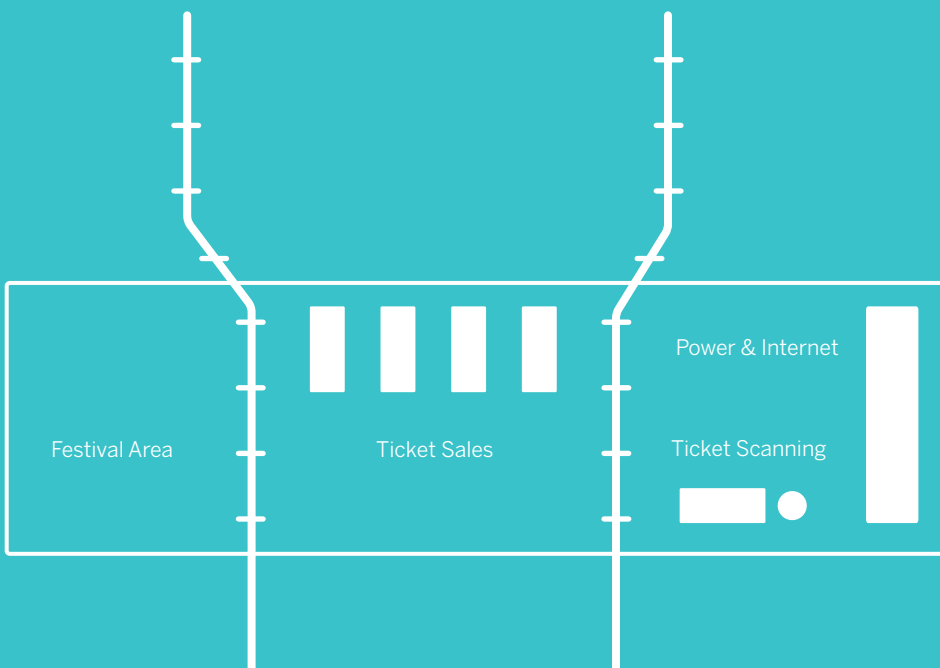 Power & Internet
Festival Area
Ticket Sales
Ticket Scanning